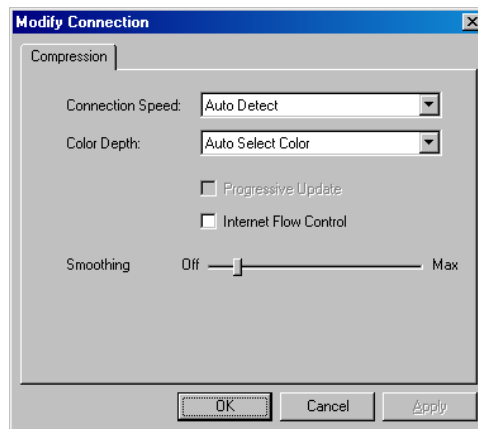 Modify Connection
Compression
Connection Speed: Auto Detect
Color Depth: Auto Select Color
Progressive Update
Internet Flow Control
Smoothing Off Max
OK Cancel Apply